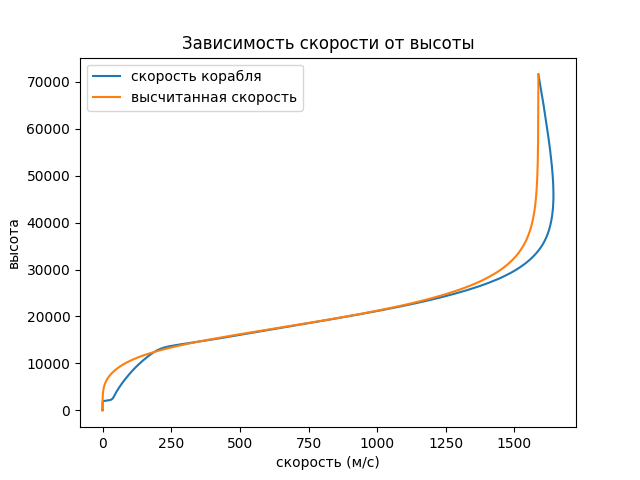 Зависимость скорости от высоты
скорость корабля
высчитанная скорость
70000
60000
50000
40000
30000
20000
10000
0
высота
0 250 500 750 1000 1250 1500
скорость (м/с)